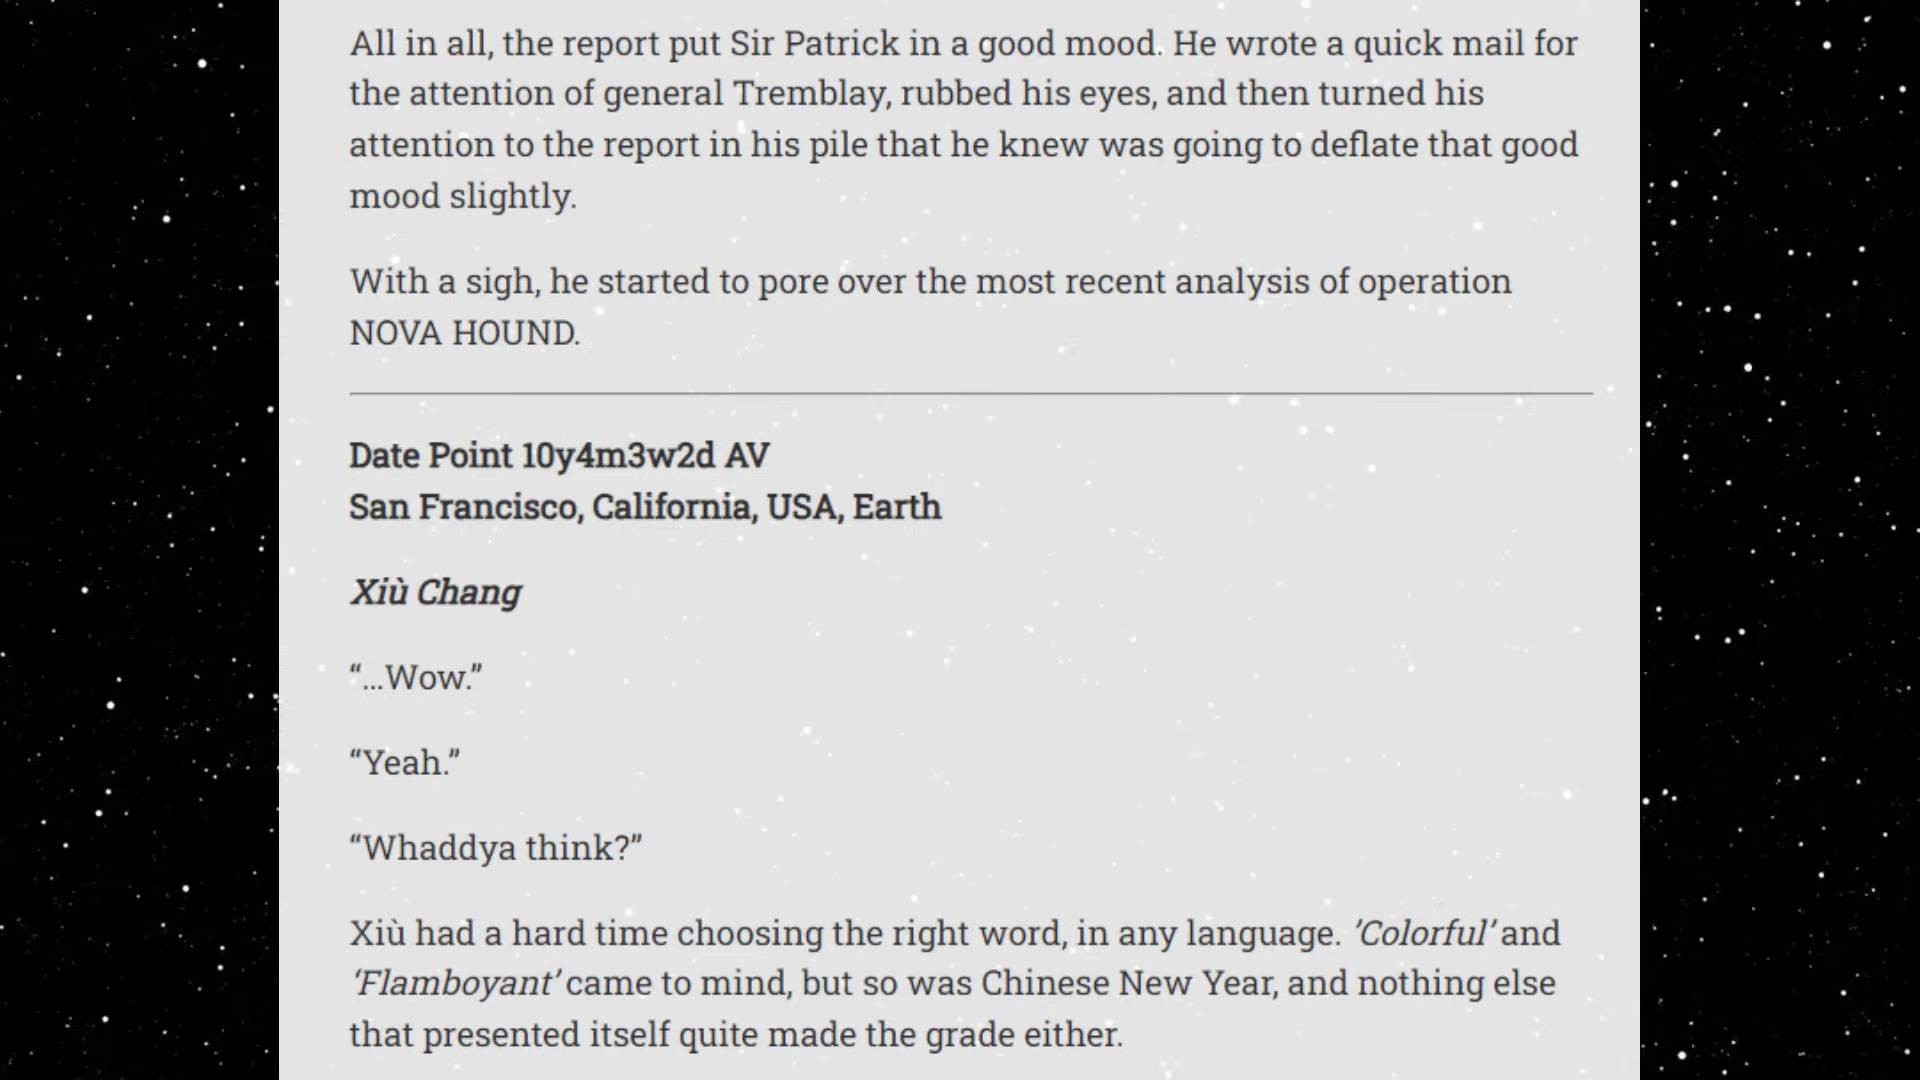 All in all, the report put Sir Patrick in a good mood. He wrote a quick mail for
the attention of general Tremblay, rubbed his eyes, and then turned his
attention to the report in his pile that he knew was going to deflate that good
mood slightly.
With a sigh, he started to pore over the most recent analysis of operation
NOVA HOUND.
Date Point 10y4m3w2d AV
San Francisco, California, USA, Earth
Xiù Chang
“…Wow.”
“Yeah.”
“Whaddya think?”
Xiù had a hard time choosing the right word, in any language. ’Colorful’ and
‘Flamboyant’ came to mind, but so was Chinese New Year, and nothing else
that presented itself quite made the grade either.